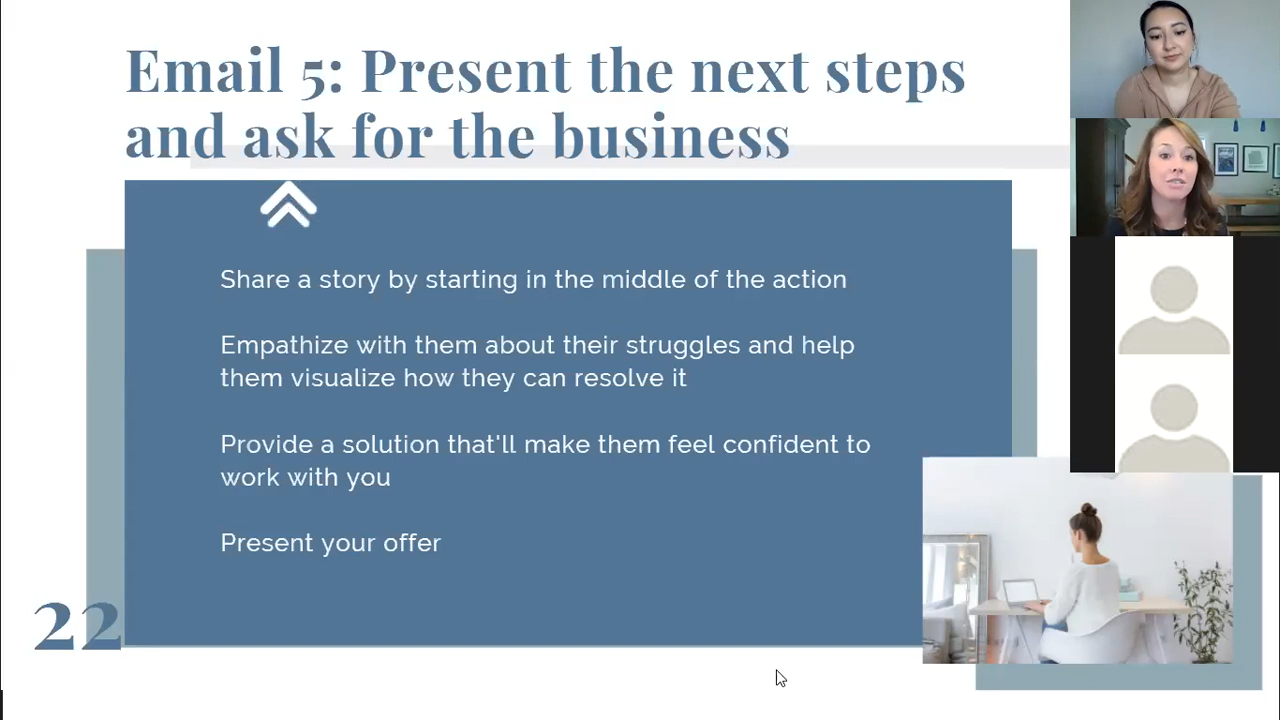 Email 5: Present the next steps
and ask for the business
Share a story by starting in the middle of the action
Empathize with them about their struggles and help
them visualize how they can resolve it
Provide a solution that'll make them feel confident to
work with you
Present your offer
22